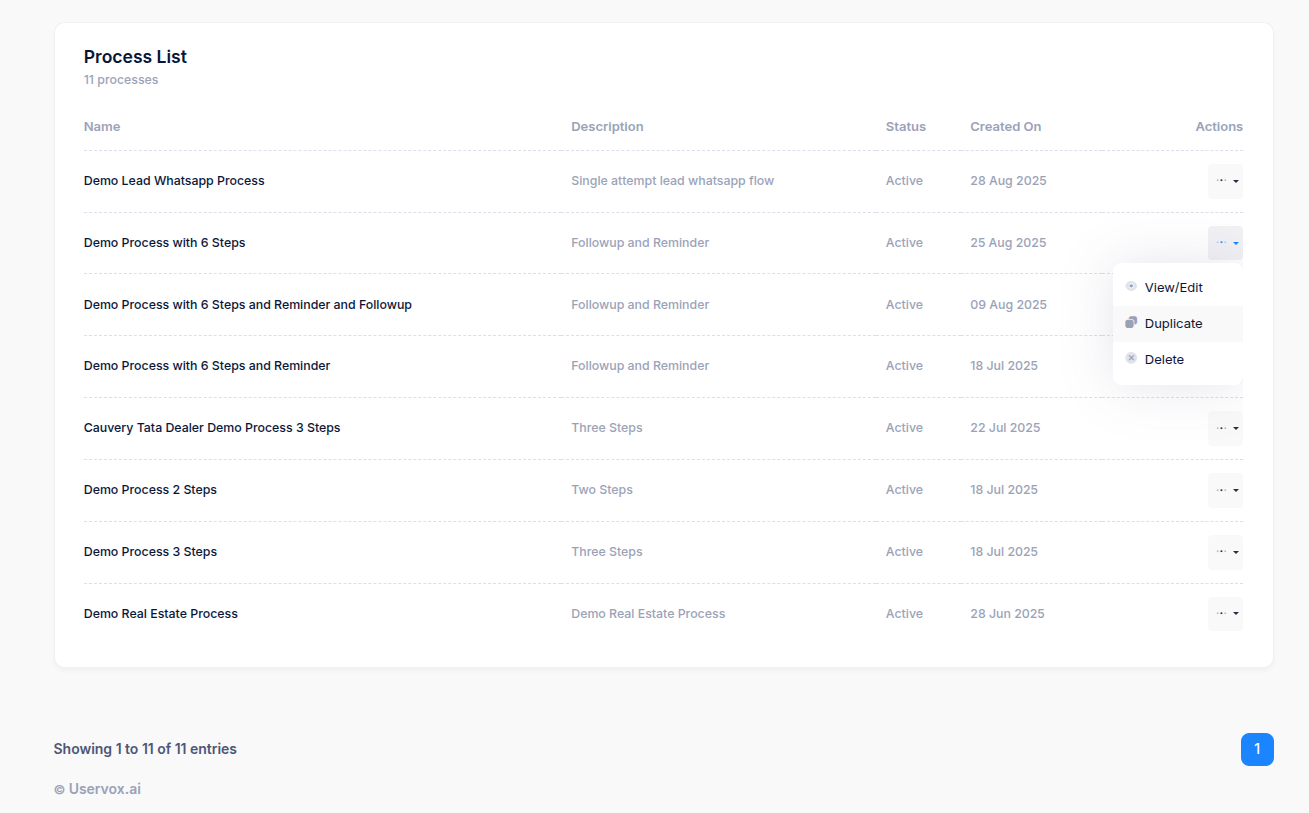 Process List
11 processes
Name Description Status Created On Actions
Demo Lead Whatsapp Process Single attempt lead whatsapp flow Active 28 Aug 2025
Demo Process with 6 Steps Followup and Reminder Active 25 Aug 2025
View/Edit
Demo Process with 6 Steps and Reminder and Followup Followup and Reminder Active 09 Aug 2025
Duplicate
Delete
Demo Process with 6 Steps and Reminder Followup and Reminder Active 18 Jul 2025
Cauvery Tata Dealer Demo Process 3 Steps Three Steps Active 22 Jul 2025
Demo Process 2 Steps Two Steps Active 18 Jul 2025
Demo Process 3 Steps Three Steps Active 18 Jul 2025
Demo Real Estate Process Demo Real Estate Process Active 28 Jun 2025
Showing 1 to 11 of 11 entries 1
© Uservox.ai